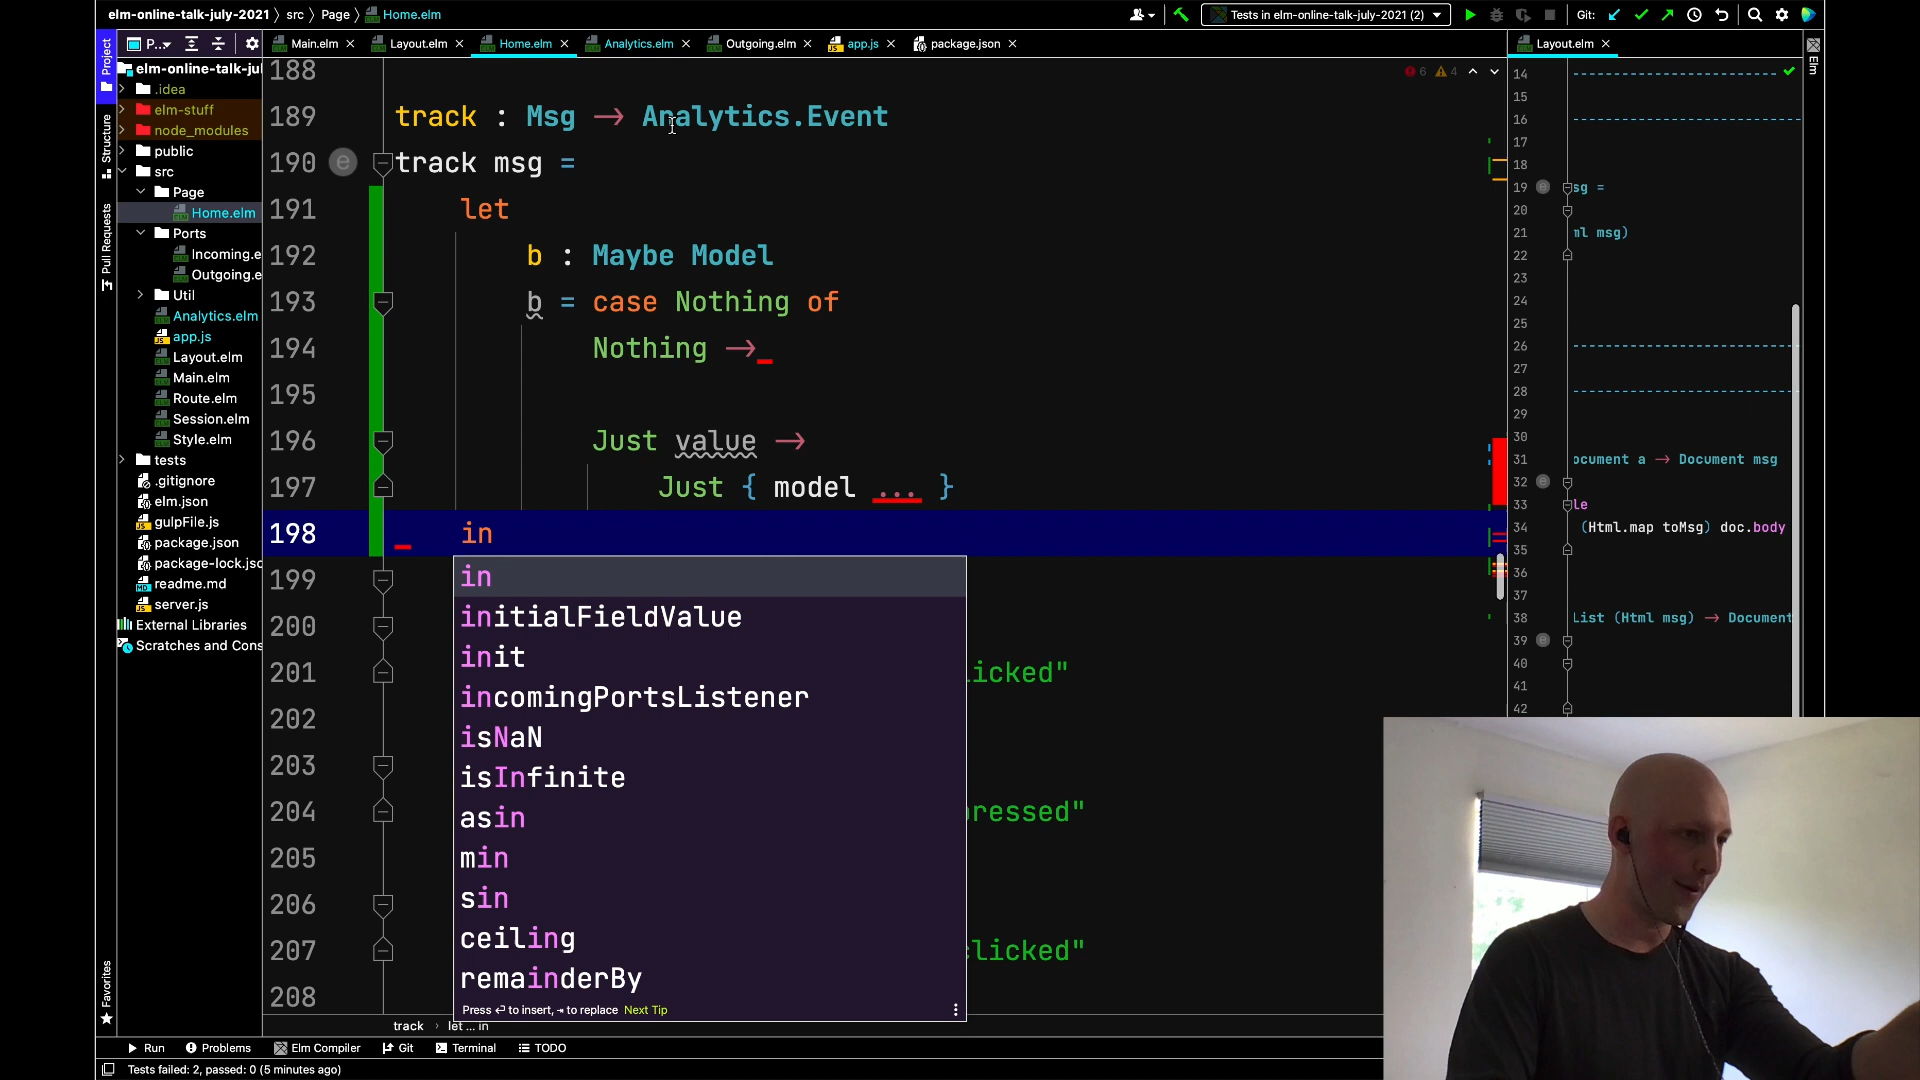 elm-online-talk-july-2021 › src › Page › Home.elm
Tests in elm-online-talk-july-2021 (2)
Git:
Project
P...
Main.elm
Layout.elm
Home.elm
Analytics.elm
Outgoing.elm
app.js
package.json
Layout.elm
Elm
elm-online-talk-jul
.idea
elm-stuff
node_modules
public
src
Page
Home.elm
Ports
Incoming.e
Outgoing.e
Util
Analytics.elm
app.js
Layout.elm
Main.elm
Route.elm
Session.elm
Style.elm
tests
.gitignore
elm.json
gulpFile.js
package.json
package-lock.jsc
readme.md
server.js
External Libraries
Scratches and Cons
Structure
Pull Requests
Favorites
6 4
188
189 track : Msg → Analytics.Event
190 track msg =
191 let
192 b : Maybe Model
193 b = case Nothing of
194 Nothing →
195
196 Just value →
197 Just { model ... }
198 in
199
200
201 licked"
202
203
204 ressed"
205
206
207 clicked"
208
in
initialFieldValue
init
incomingPortsListener
isNaN
isInfinite
asin
min
sin
ceiling
remainderBy
Press ↵ to insert, ⇥ to replace Next Tip
track › let ... in
14
15
16
17
18
19 sg =
20
21 ml msg)
22
23
24
25
26
27
28
29
30
31 ocument a → Document msg
32
33 le
34 (Html.map toMsg) doc.body
35
36
37
38 List (Html msg) → Document
39
40
41
42
Run
Problems
Elm Compiler
Git
Terminal
TODO
Tests failed: 2, passed: 0 (5 minutes ago)